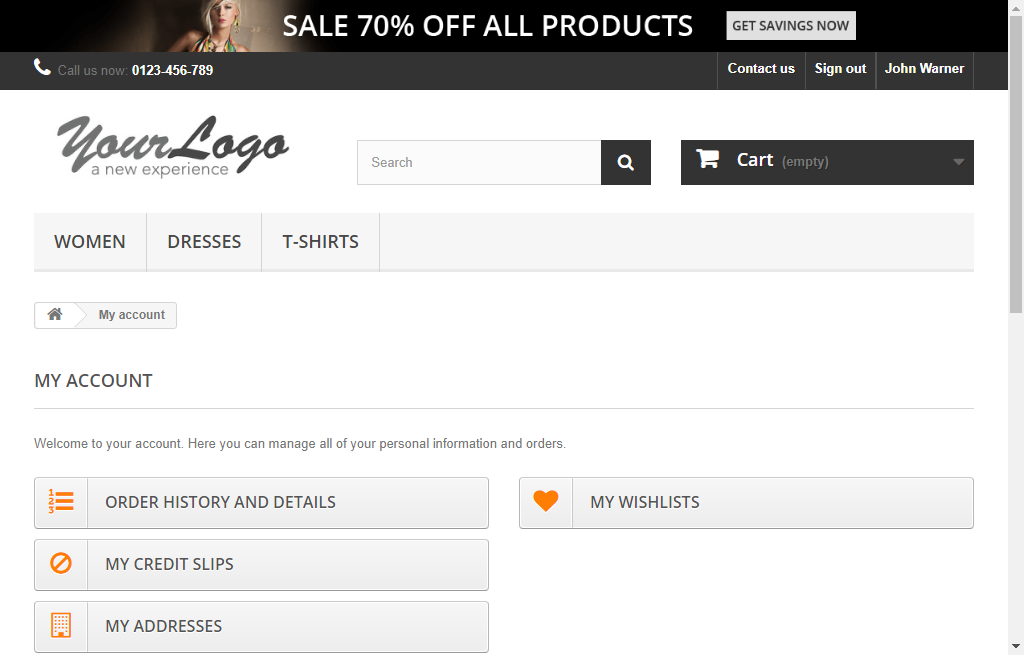 SALE 70% OFF ALL PRODUCTS GET SAVINGS NOW
Call us now: 0123-456-789 Contact us Sign out John Warner
YourLogo
a new experience
Search Cart (empty)
WOMEN DRESSES T-SHIRTS
My account
MY ACCOUNT
Welcome to your account. Here you can manage all of your personal information and orders.
1 2 3 ORDER HISTORY AND DETAILS MY WISHLISTS
MY CREDIT SLIPS
MY ADDRESSES